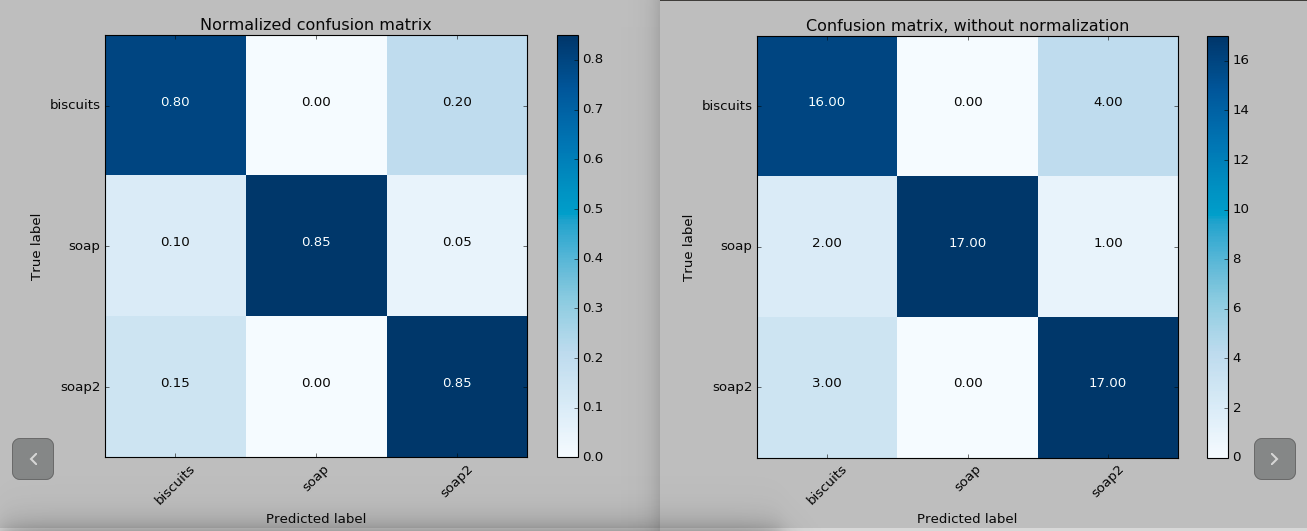 Normalized confusion matrix
biscuits 0.80 0.00 0.20
soap 0.10 0.85 0.05
soap2 0.15 0.00 0.85
True label
biscuits soap soap2
Predicted label
0.8
0.7
0.6
0.5
0.4
0.3
0.2
0.1
0.0
Confusion matrix, without normalization
biscuits 16.00 0.00 4.00
soap 2.00 17.00 1.00
soap2 3.00 0.00 17.00
True label
biscuits soap soap2
Predicted label
16
14
12
10
8
6
4
2
0